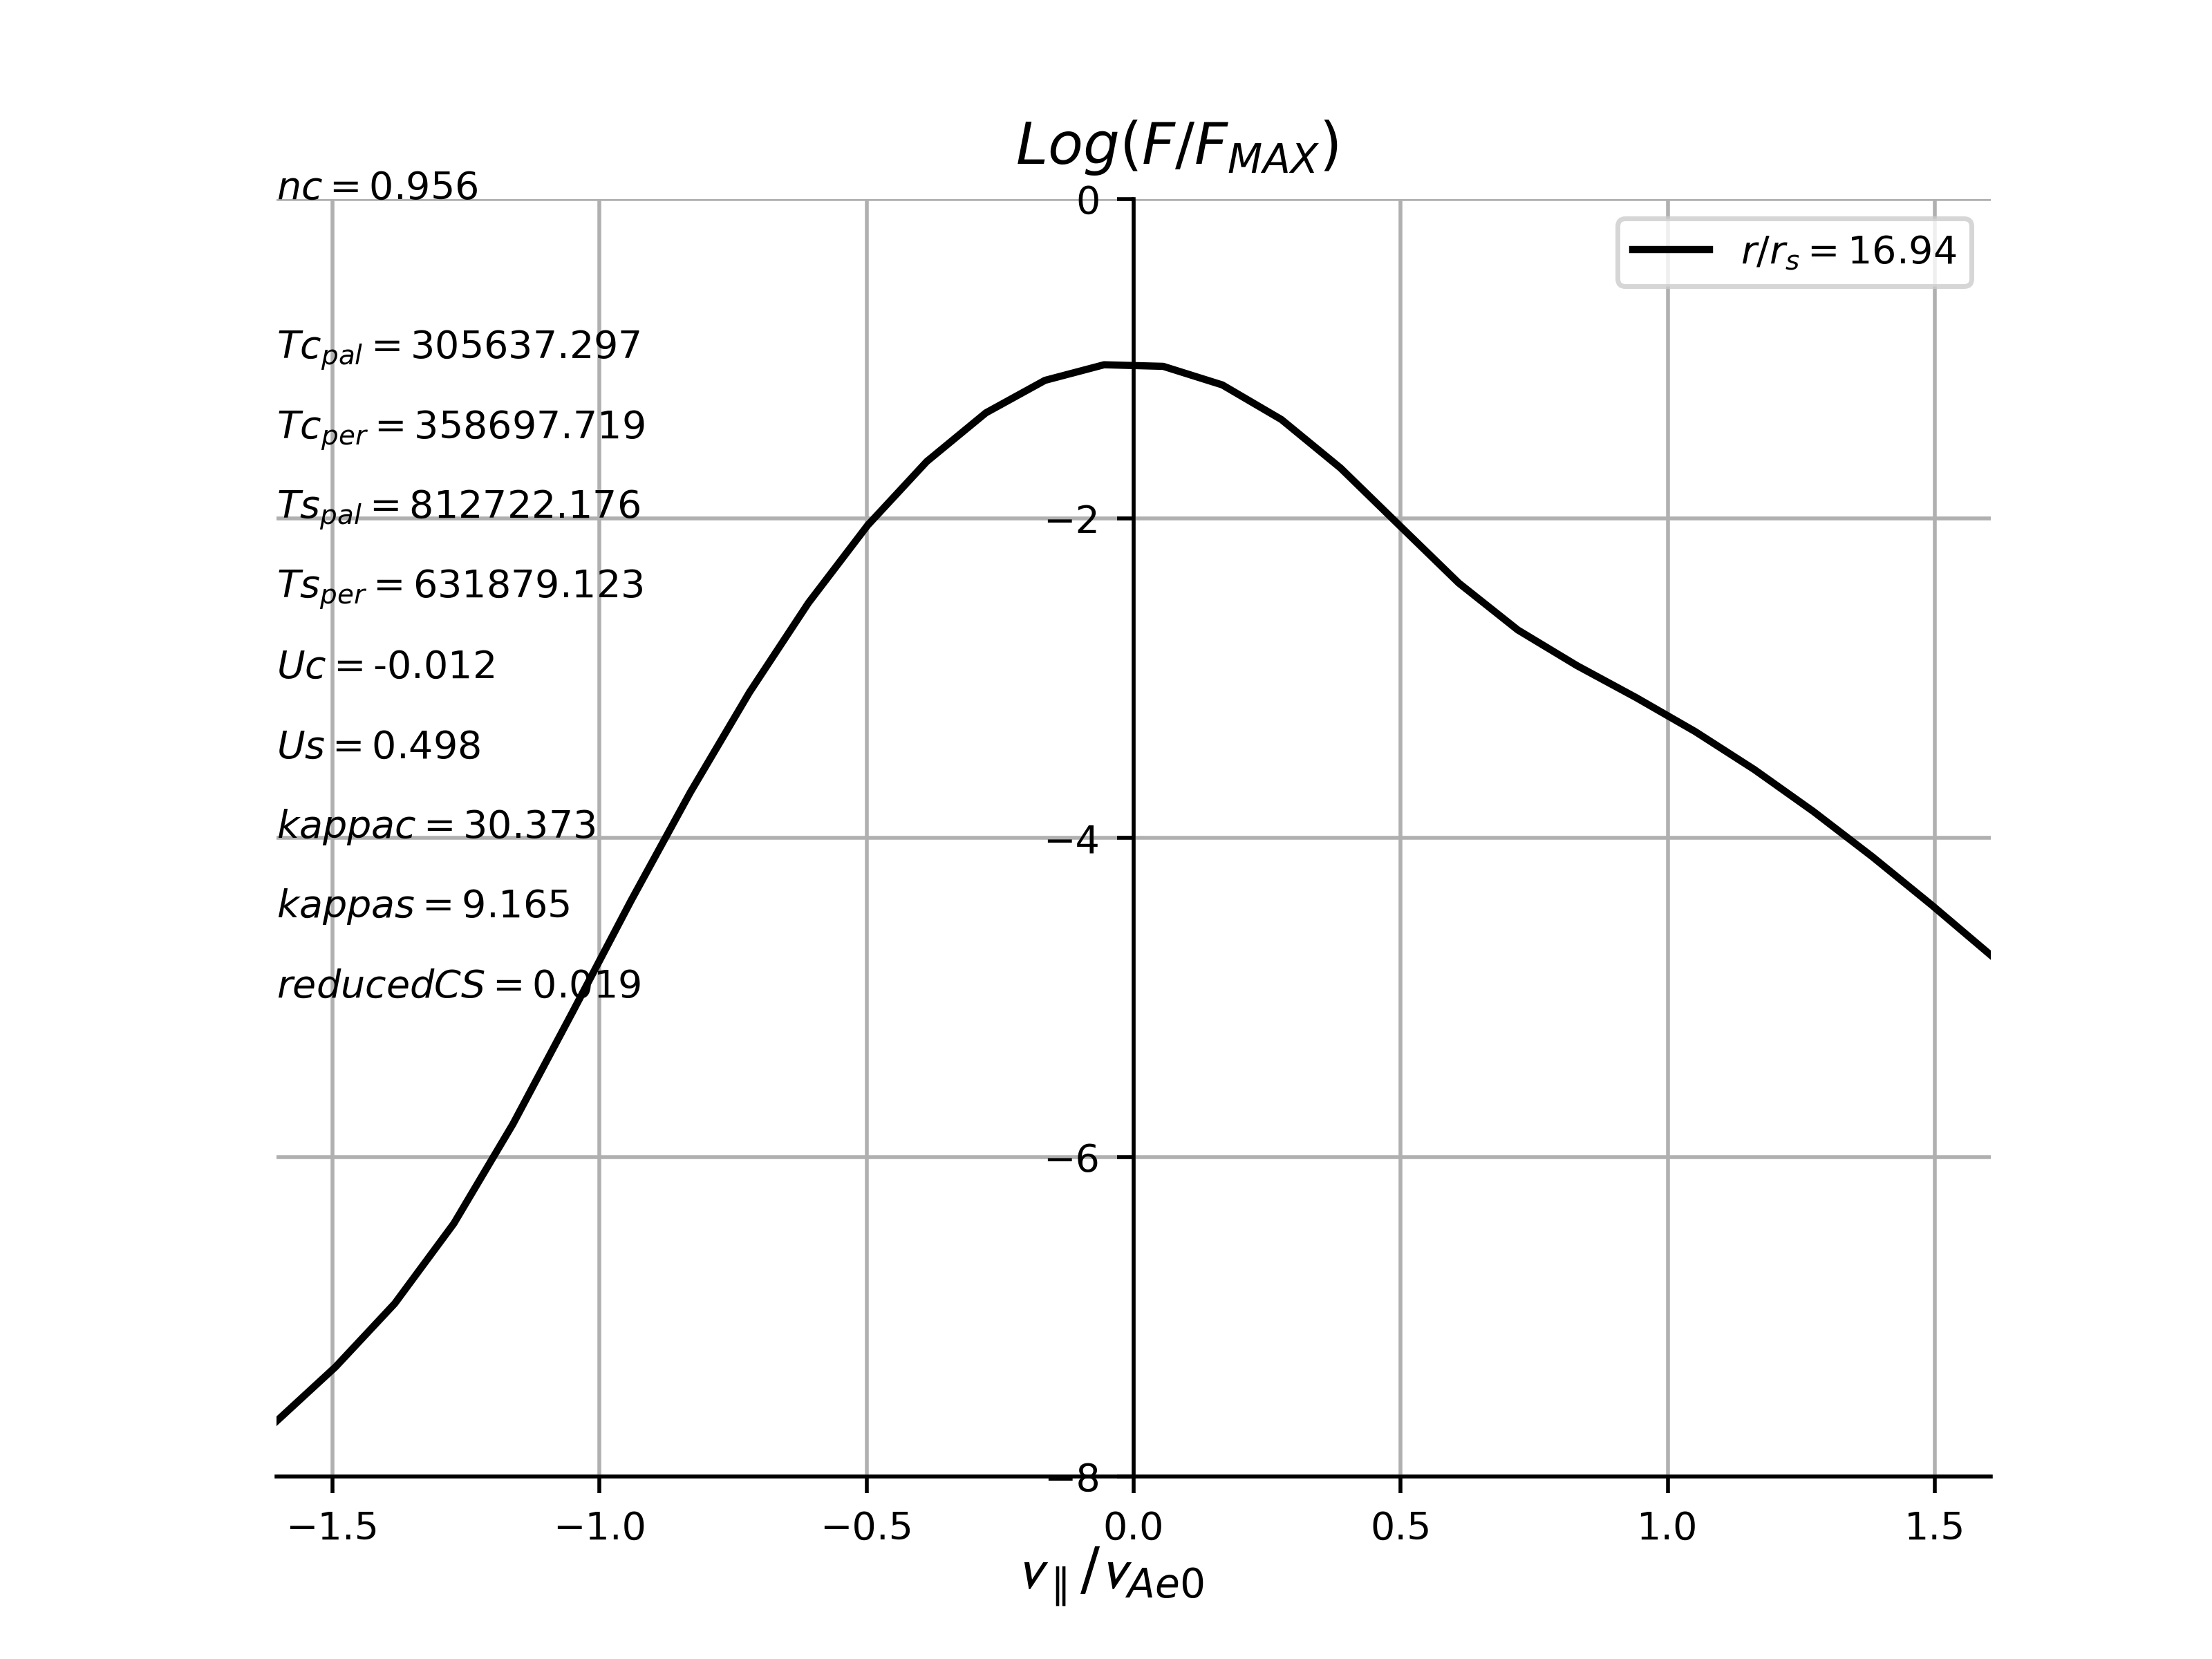 Log(F/F_MAX)
nc = 0.956
0
r/r_s = 16.94
Tc_pal = 305637.297
Tc_per = 358697.719
Ts_pal = 812722.176
−2
Ts_per = 631879.123
Uc = -0.012
Us = 0.498
kappac = 30.373
−4
kappas = 9.165
reducedCS = 0.019
−6
−8
−1.5 −1.0 −0.5 0.0 0.5 1.0 1.5
v_∥/v_Ae0